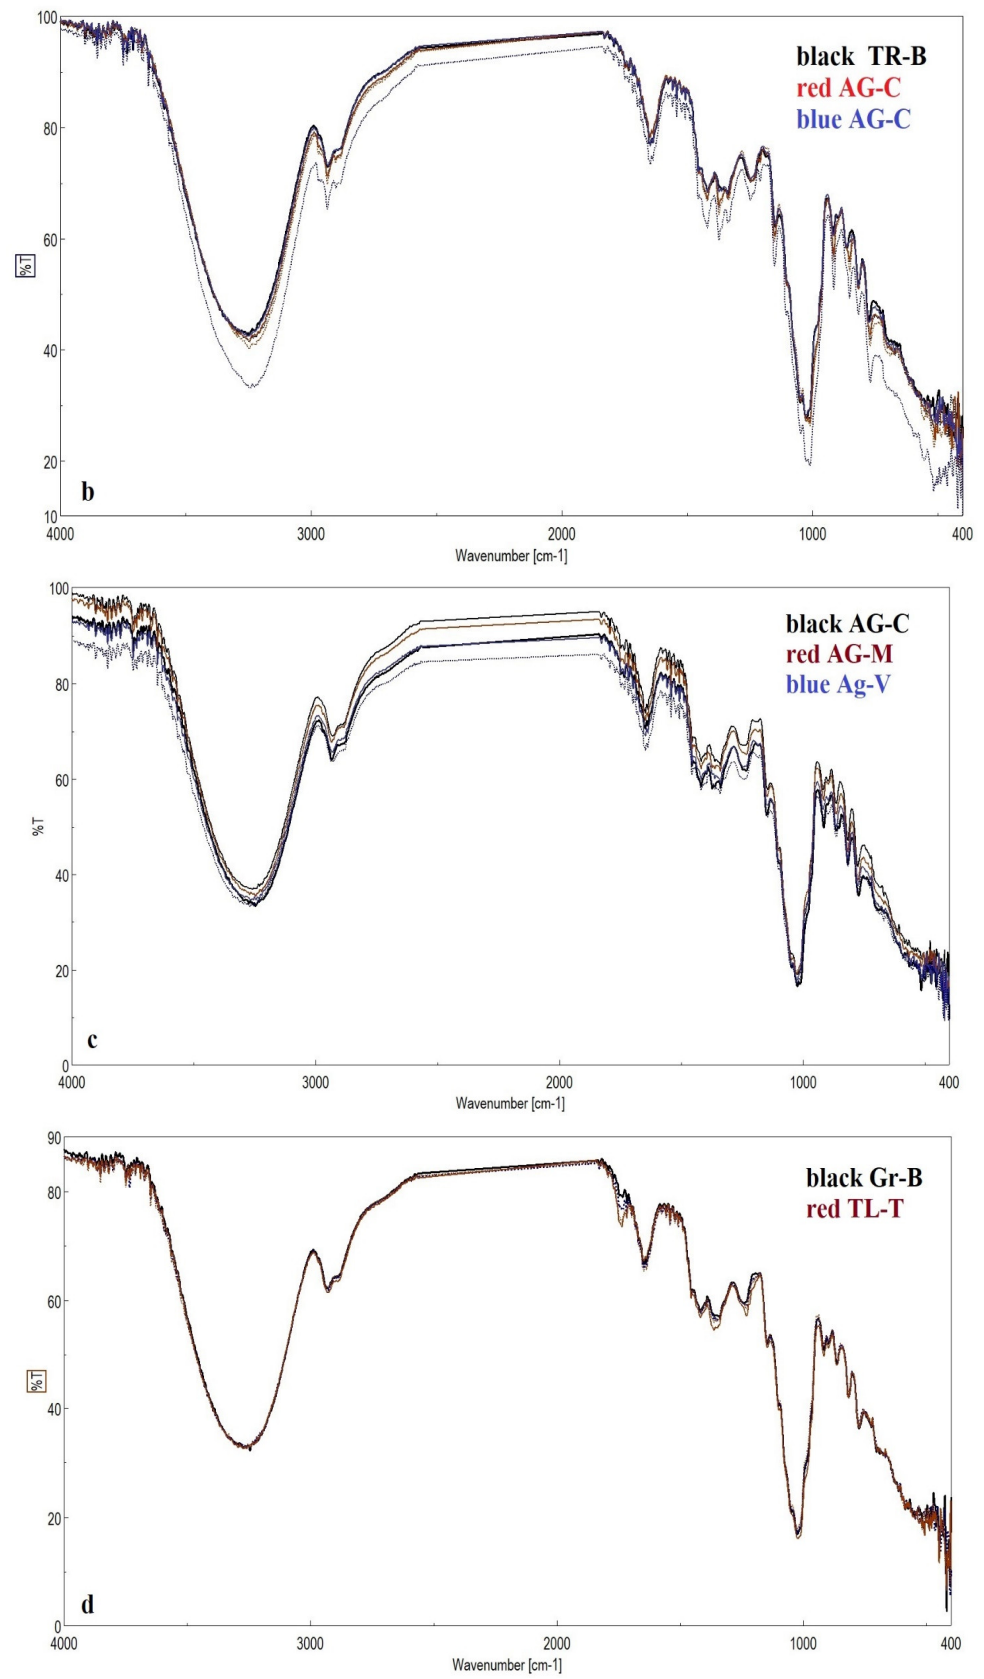 100
80
60
%T
40
20
10
4000 3000 2000 1000 400
Wavenumber [cm-1]
black TR-B
red AG-C
blue AG-C
b
100
80
60
%T
40
20
0
4000 3000 2000 1000 400
Wavenumber [cm-1]
black AG-C
red AG-M
blue Ag-V
c
90
80
60
%T
40
20
0
4000 3000 2000 1000 400
Wavenumber [cm-1]
black Gr-B
red TL-T
d